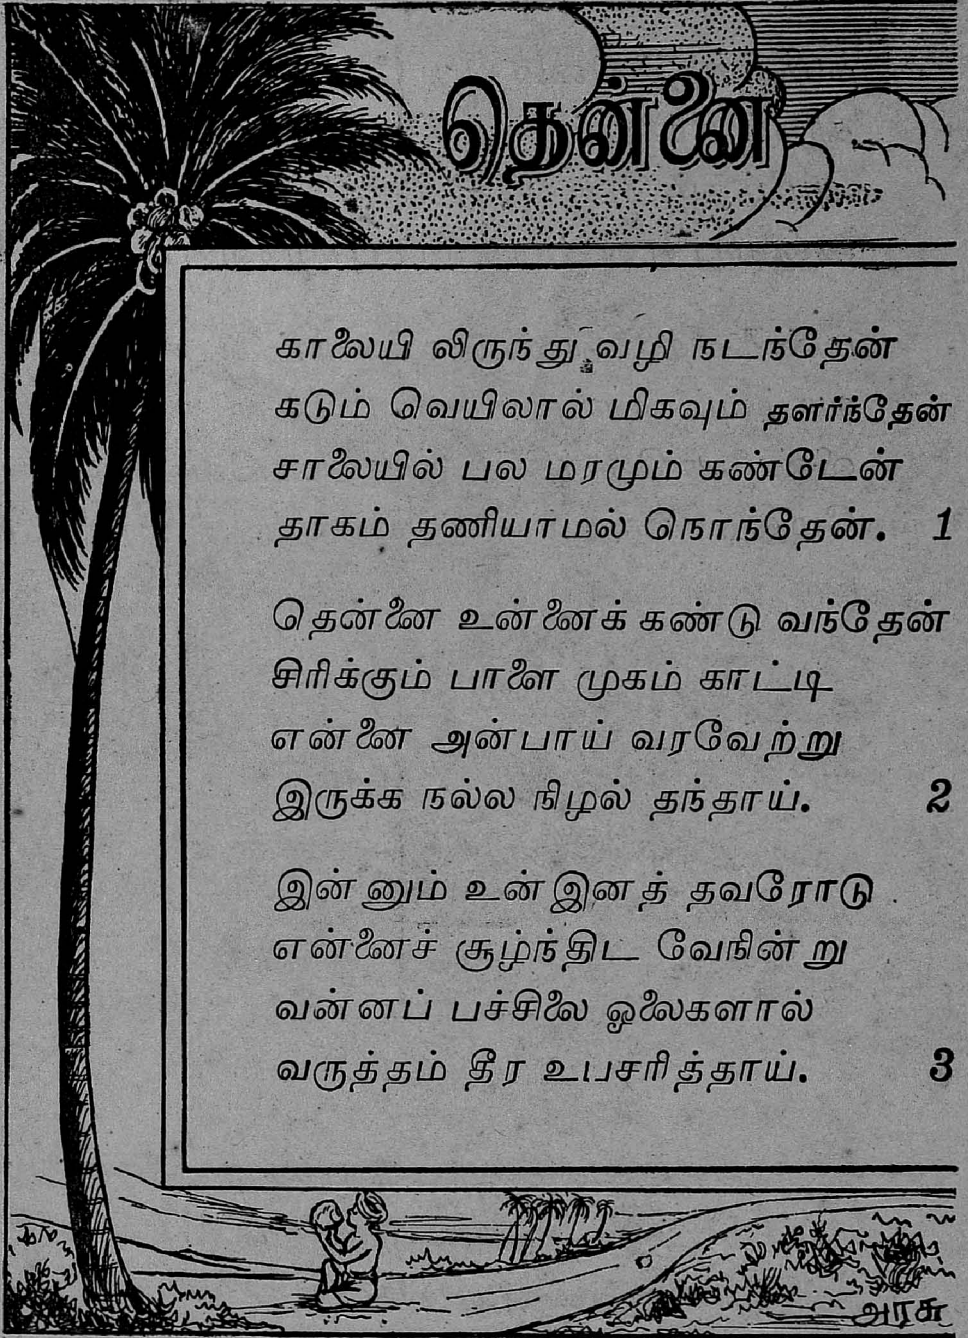 தென்னை
காலையி லிருந்து வழி நடந்தேன்
கடும் வெயிலால் மிகவும் தளர்ந்தேன்
சாலையில் பல மரமும் கண்டேன்
தாகம் தணியாமல் நொந்தேன். 1
தென்னை உன்னைக் கண்டு வந்தேன்
சிரிக்கும் பாளை முகம் காட்டி
என்னை அன்பாய் வரவேற்று
இருக்க நல்ல நிழல் தந்தாய். 2
இன்னும் உன் இனத் தவரோடு
என்னைச் சூழ்ந்திட வேநின்று
வன்னப் பச்சிலை ஓலைகளால்
வருத்தம் தீர உபசரித்தாய். 3
அரசு